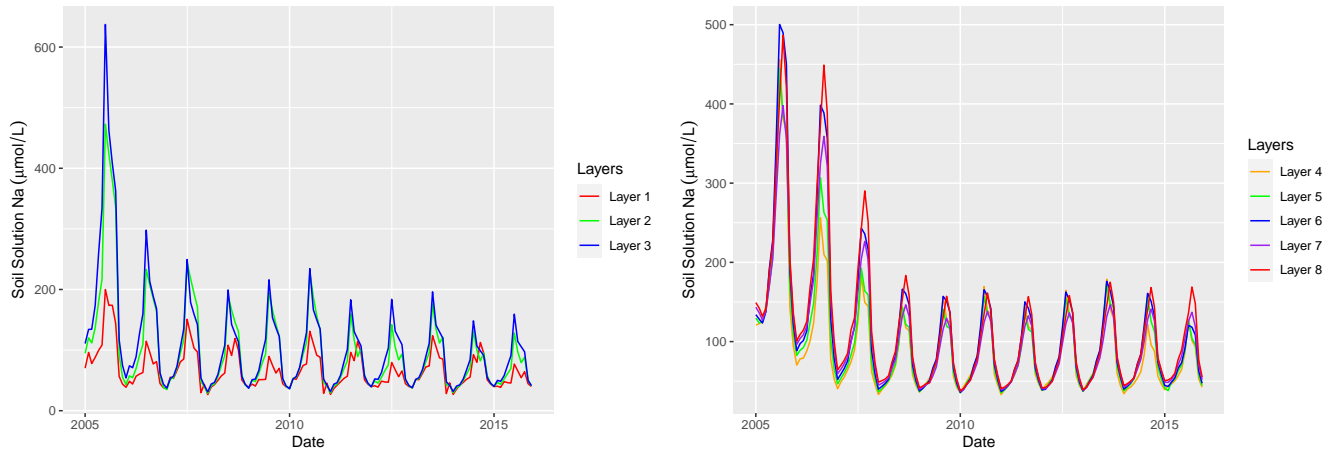 Soil Solution Na (μmol/L)
600
400
200
0
2005
2010
2015
Date
Layers
Layer 1
Layer 2
Layer 3
Soil Solution Na (μmol/L)
500
400
300
200
100
2005
2010
2015
Date
Layers
Layer 4
Layer 5
Layer 6
Layer 7
Layer 8